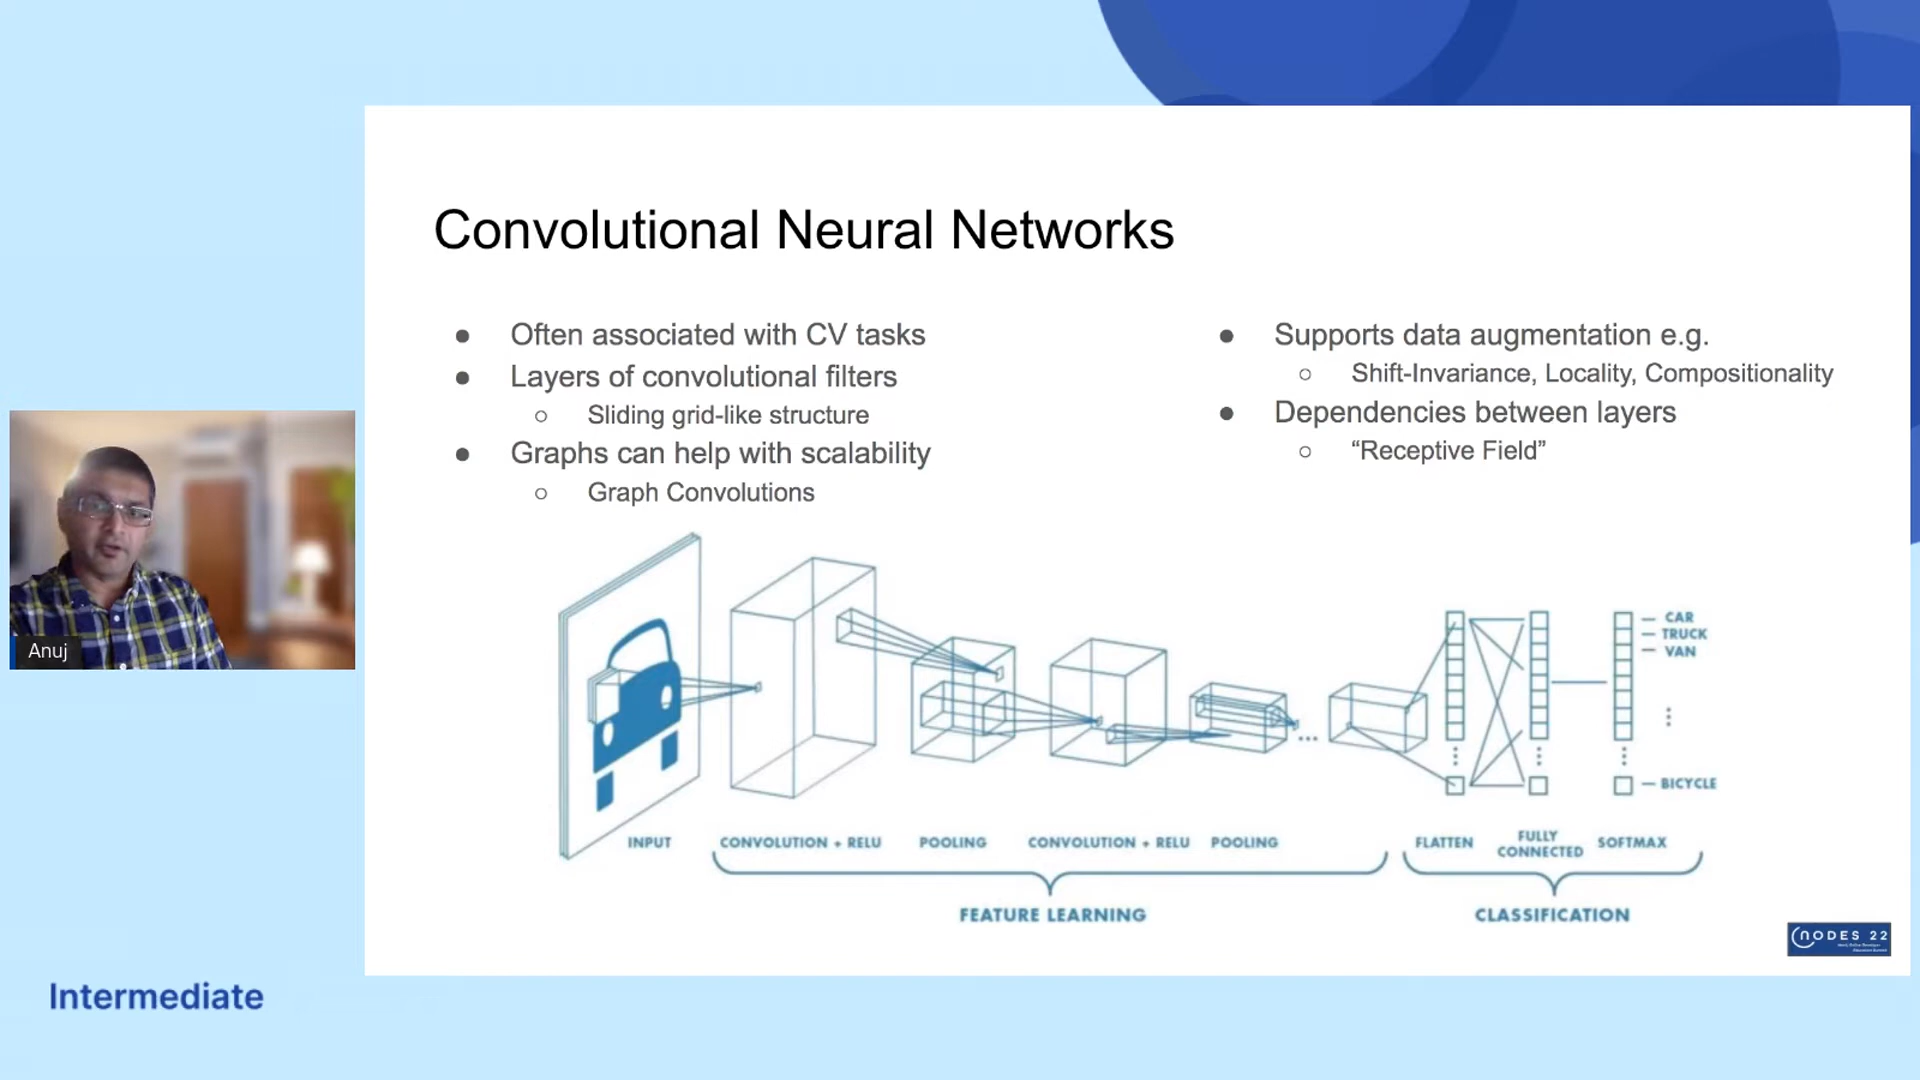 Convolutional Neural Networks
● Often associated with CV tasks
● Layers of convolutional filters
○ Sliding grid-like structure
● Graphs can help with scalability
○ Graph Convolutions
● Supports data augmentation e.g.
○ Shift-Invariance, Locality, Compositionality
● Dependencies between layers
○ “Receptive Field”
CAR
TRUCK
VAN
BICYCLE
INPUT
CONVOLUTION + RELU
POOLING
CONVOLUTION + RELU
POOLING
FLATTEN
FULLY
CONNECTED
SOFTMAX
FEATURE LEARNING
CLASSIFICATION
NODES 22
Anuj
Intermediate